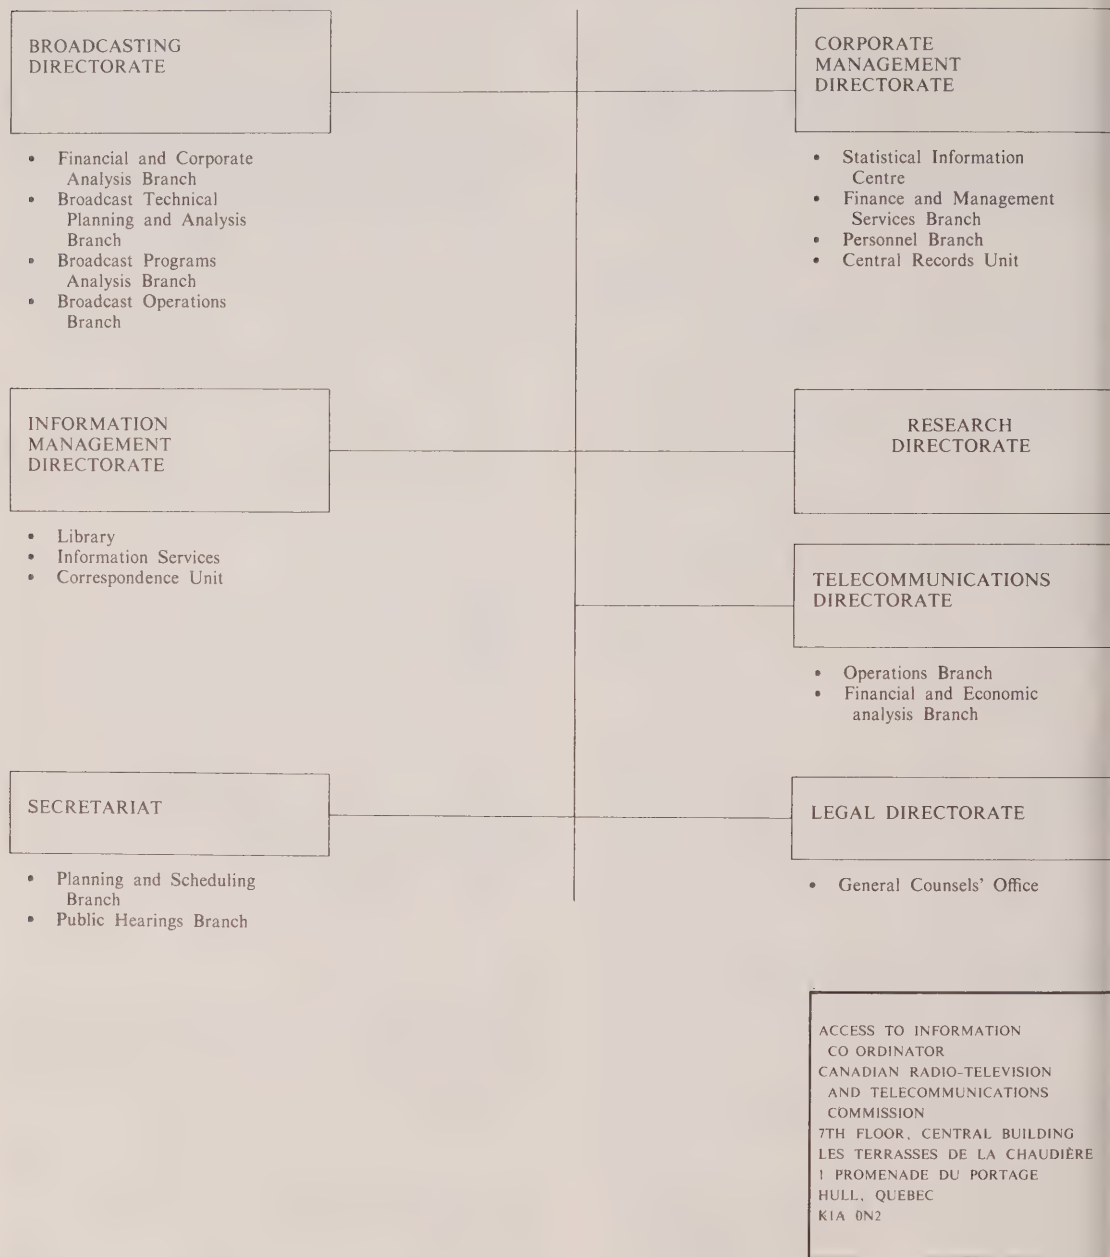 BROADCASTING
DIRECTORATE
• Financial and Corporate
Analysis Branch
• Broadcast Technical
Planning and Analysis
Branch
• Broadcast Programs
Analysis Branch
• Broadcast Operations
Branch
CORPORATE
MANAGEMENT
DIRECTORATE
• Statistical Information
Centre
• Finance and Management
Services Branch
• Personnel Branch
• Central Records Unit
INFORMATION
MANAGEMENT
DIRECTORATE
• Library
• Information Services
• Correspondence Unit
RESEARCH
DIRECTORATE
TELECOMMUNICATIONS
DIRECTORATE
• Operations Branch
• Financial and Economic
analysis Branch
SECRETARIAT
• Planning and Scheduling
Branch
• Public Hearings Branch
LEGAL DIRECTORATE
• General Counsels' Office
ACCESS TO INFORMATION
CO ORDINATOR
CANADIAN RADIO-TELEVISION
AND TELECOMMUNICATIONS
COMMISSION
7TH FLOOR, CENTRAL BUILDING
LES TERRASSES DE LA CHAUDIÈRE
1 PROMENADE DU PORTAGE
HULL, QUEBEC
K1A 0N2